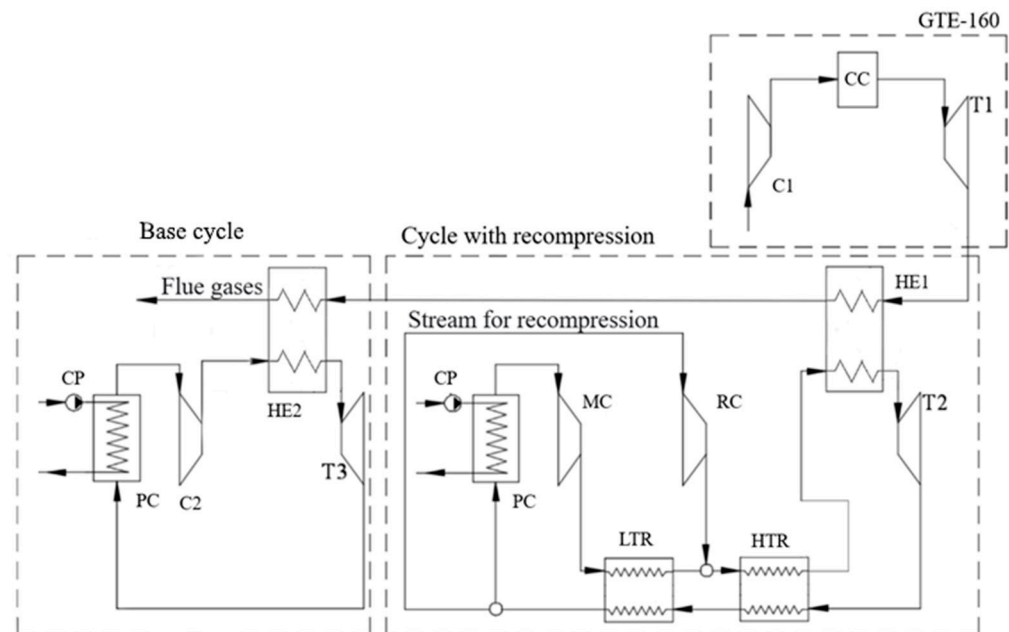 GTE-160
CC
T1
C1
Base cycle
Cycle with recompression
Flue gases
HE1
Stream for recompression
CP
HE2
CP
MC
RC
T2
T3
PC
C2
PC
LTR
HTR